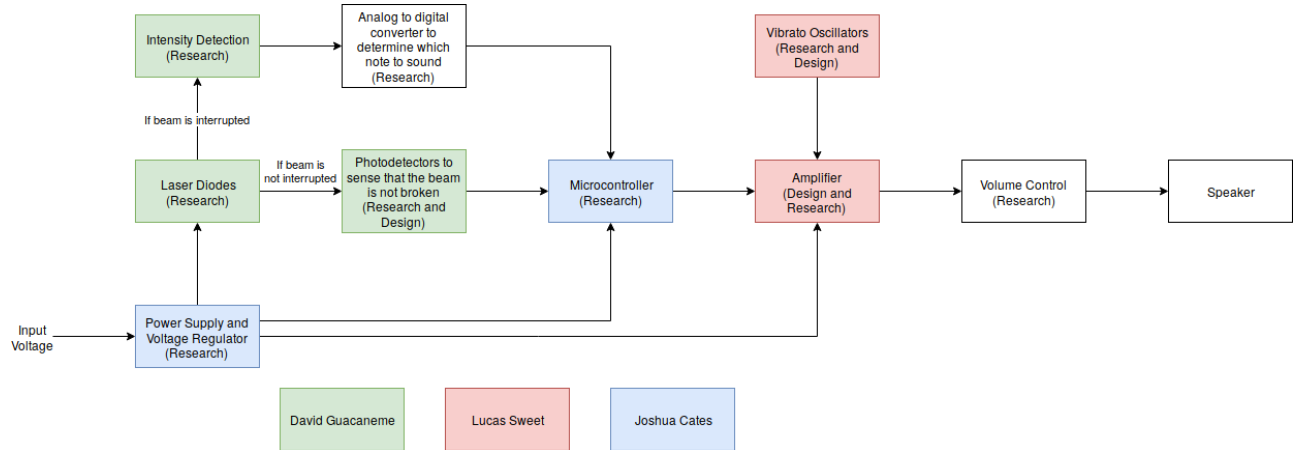 Intensity Detection
(Research)
Analog to digital
converter to
determine which
note to sound
(Research)
Vibrato Oscillators
(Research and
Design)
If beam is interrupted
Laser Diodes
(Research)
If beam is
not interrupted
Photodetectors to
sense that the beam
is not broken
(Research and
Design)
Microcontroller
(Research)
Amplifier
(Design and
Research)
Volume Control
(Research)
Speaker
Input
Voltage
Power Supply and
Voltage Regulator
(Research)
David Guacaneme
Lucas Sweet
Joshua Cates